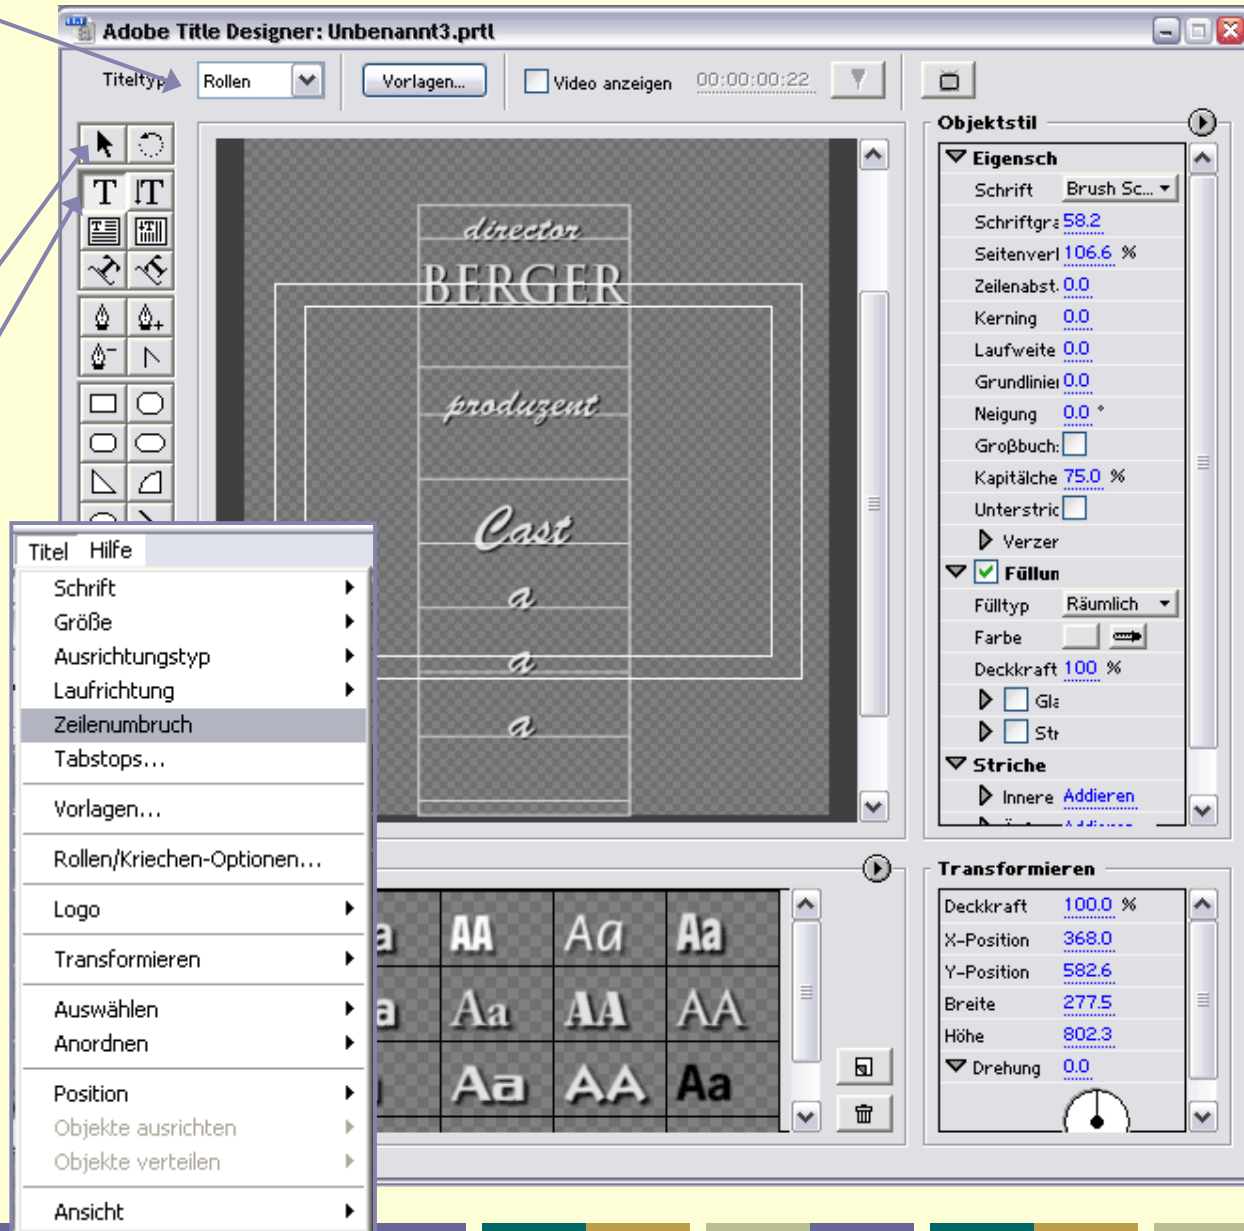 Adobe Title Designer: Unbenannt3.prtl
Titeltyp
Rollen
Vorlagen...
Video anzeigen
00:00:00:22
T
IT
director
BERGER
produzent
Cast
a
a
a
Objektstil
Eigensch
Schrift Brush Sc...
Schriftgra 58.2
Seitenverl 106.6 %
Zeilenabst. 0.0
Kerning 0.0
Laufweite 0.0
Grundlinier 0.0
Neigung 0.0 °
Großbuch:
Kapitälche 75.0 %
Unterstric
Verzer
Füllun
Fülltyp Räumlich
Farbe
Deckkraft 100 %
Gla
Str
Striche
Innere Addieren
Titel Hilfe
Schrift
Größe
Ausrichtungstyp
Laufrichtung
Zeilenumbruch
Tabstops...
Vorlagen...
Rollen/Kriechen-Optionen...
Logo
Transformieren
Auswählen
Anordnen
Position
Objekte ausrichten
Objekte verteilen
Ansicht
a AA Aa Aa
a Aa AA AA
Aa AA Aa
Transformieren
Deckkraft 100.0 %
X-Position 368.0
Y-Position 582.6
Breite 277.5
Höhe 802.3
Drehung 0.0